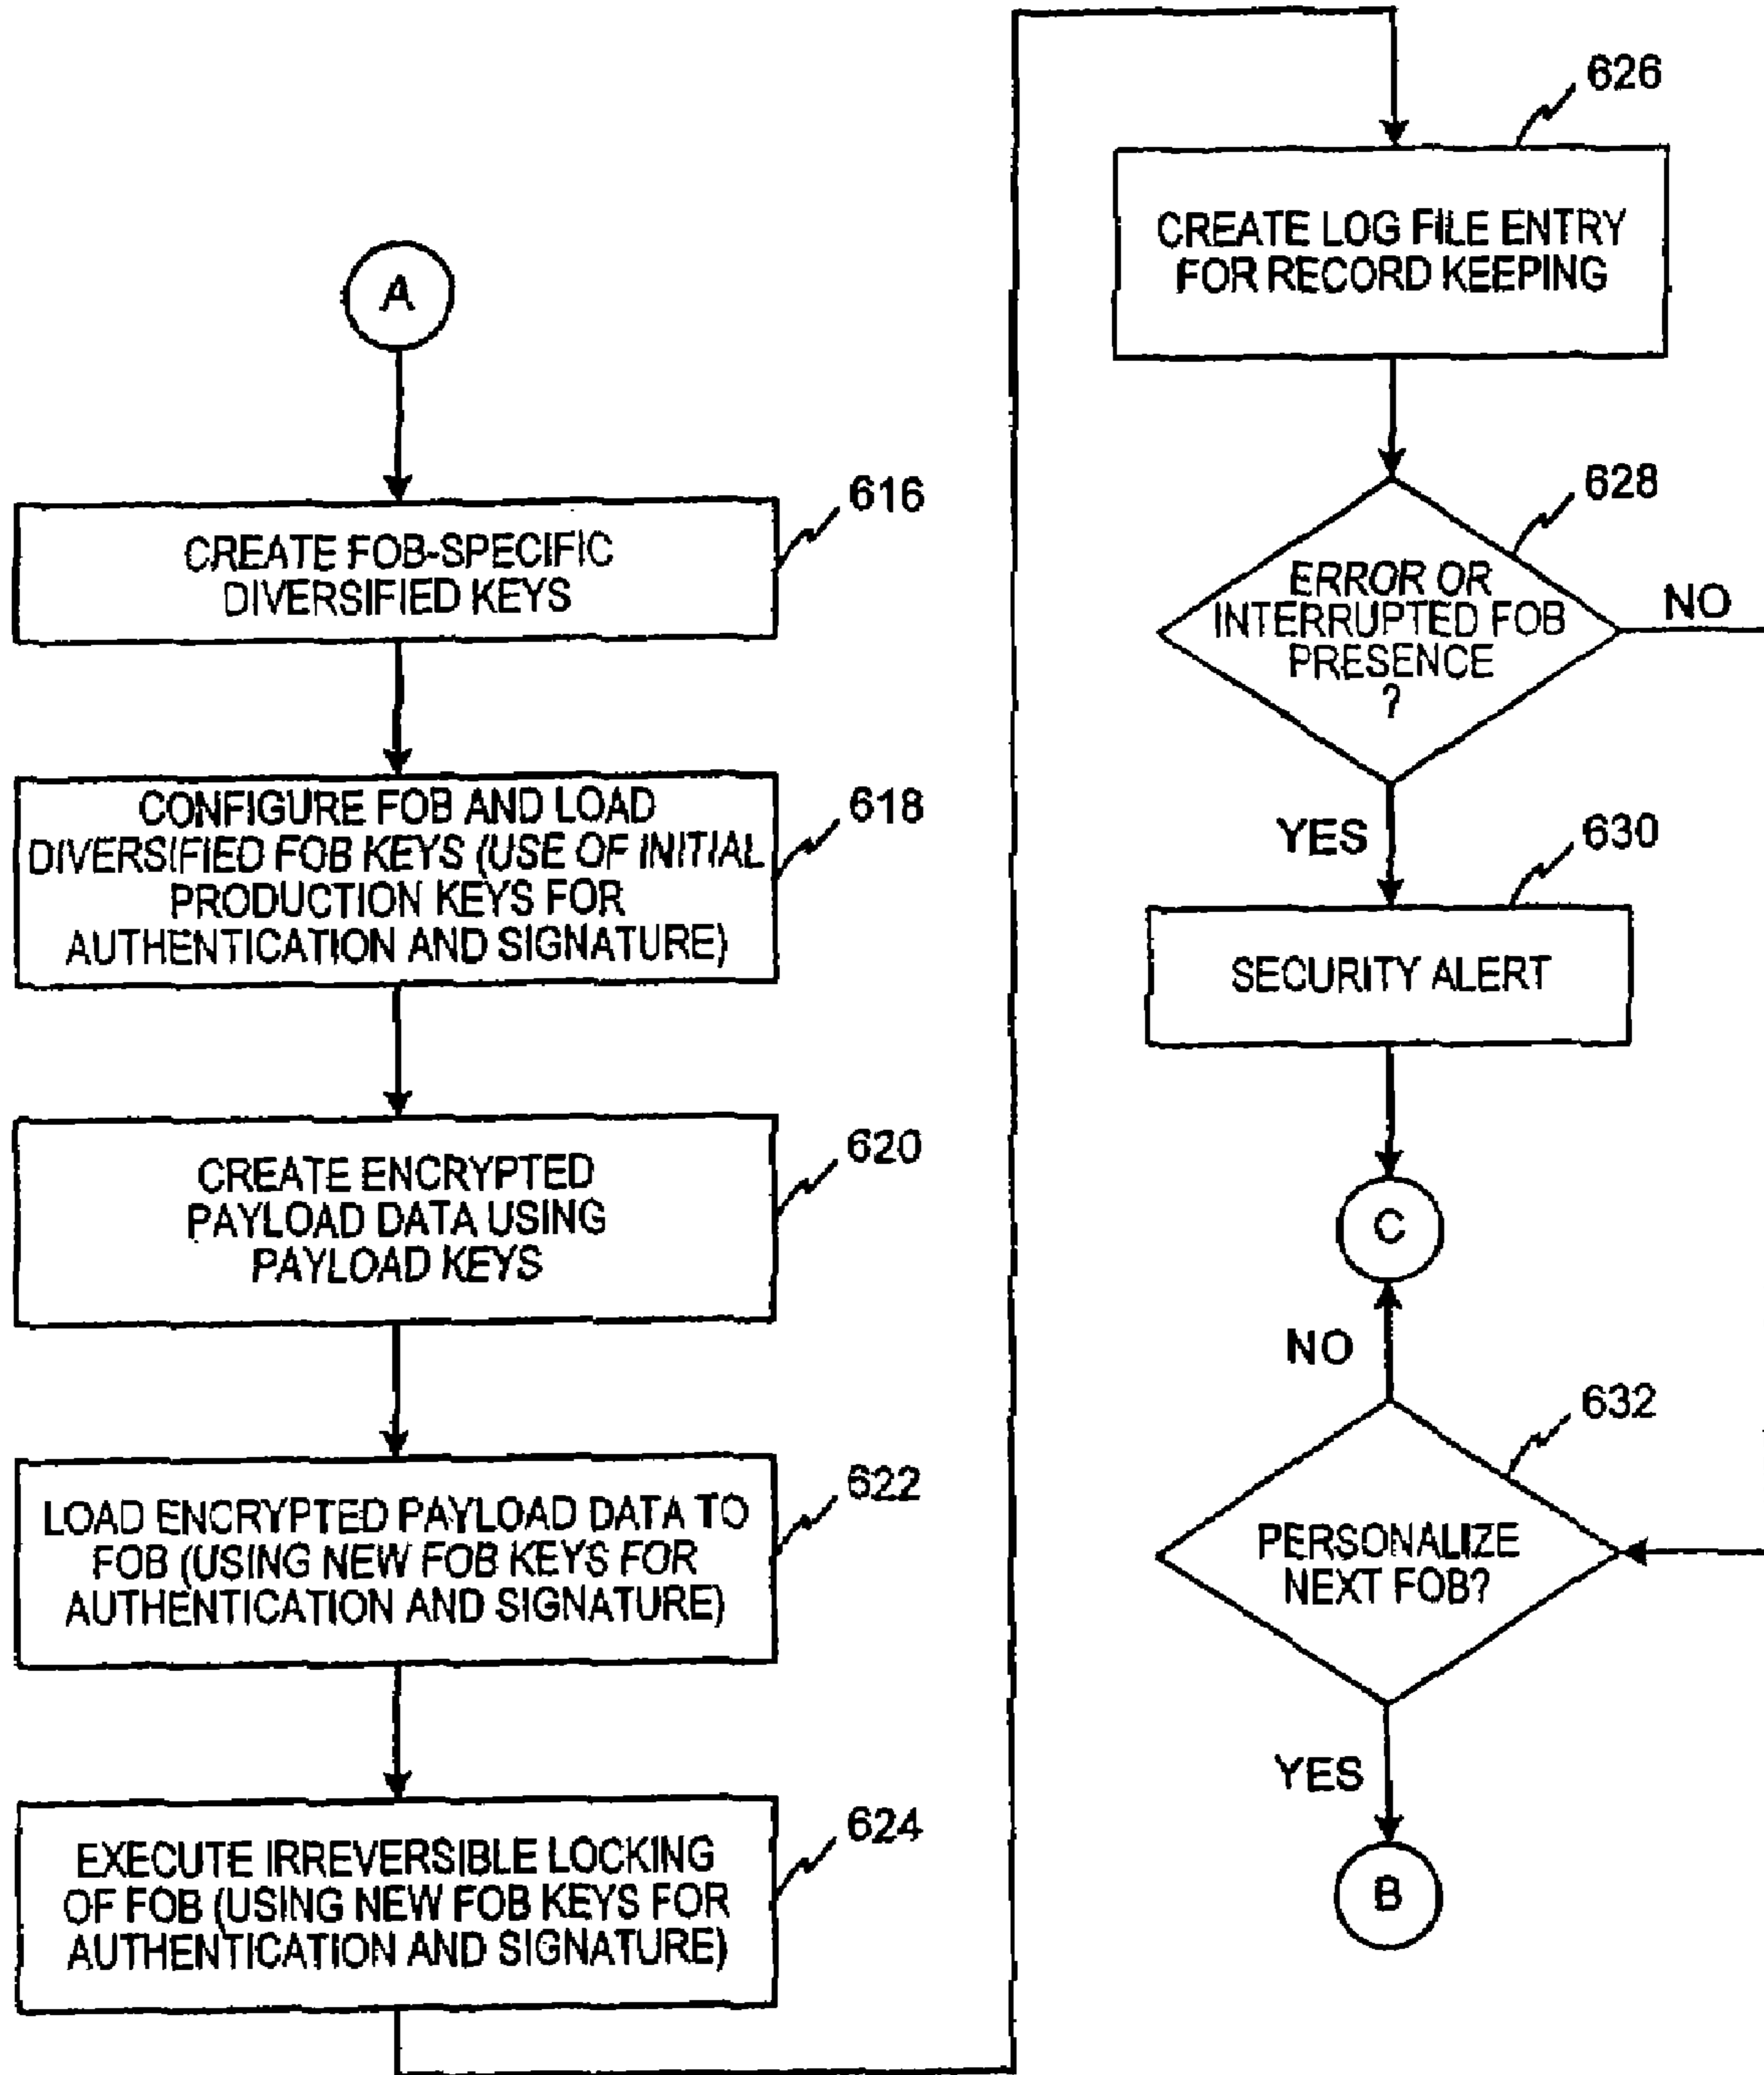 A
616
CREATE FOB-SPECIFIC
DIVERSIFIED KEYS
618
CONFIGURE FOB AND LOAD
DIVERSIFIED FOB KEYS (USE OF INITIAL
PRODUCTION KEYS FOR
AUTHENTICATION AND SIGNATURE)
620
CREATE ENCRYPTED
PAYLOAD DATA USING
PAYLOAD KEYS
622
LOAD ENCRYPTED PAYLOAD DATA TO
FOB (USING NEW FOB KEYS FOR
AUTHENTICATION AND SIGNATURE)
624
EXECUTE IRREVERSIBLE LOCKING
OF FOB (USING NEW FOB KEYS FOR
AUTHENTICATION AND SIGNATURE)
626
CREATE LOG FILE ENTRY
FOR RECORD KEEPING
628
ERROR OR
INTERRUPTED FOB
PRESENCE
?
NO
YES
630
SECURITY ALERT
C
NO
632
PERSONALIZE
NEXT FOB?
YES
B